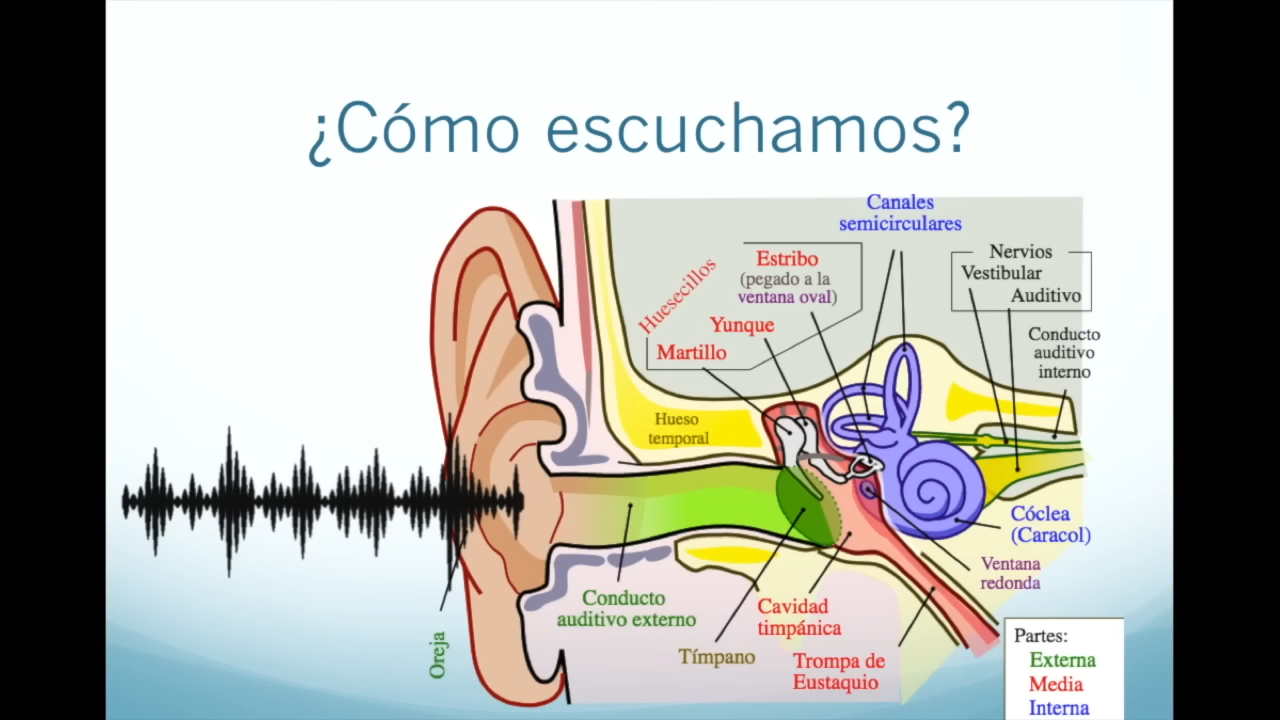 ¿Cómo escuchamos?
Canales
semicirculares
Huesecillos
Estribo
(pegado a la
ventana oval)
Yunque
Martillo
Nervios
Vestibular
Auditivo
Conducto
auditivo
interno
Hueso
temporal
Cóclea
(Caracol)
Ventana
redonda
Conducto
auditivo externo
Cavidad
timpánica
Oreja
Tímpano
Trompa de
Eustaquio
Partes:
Externa
Media
Interna